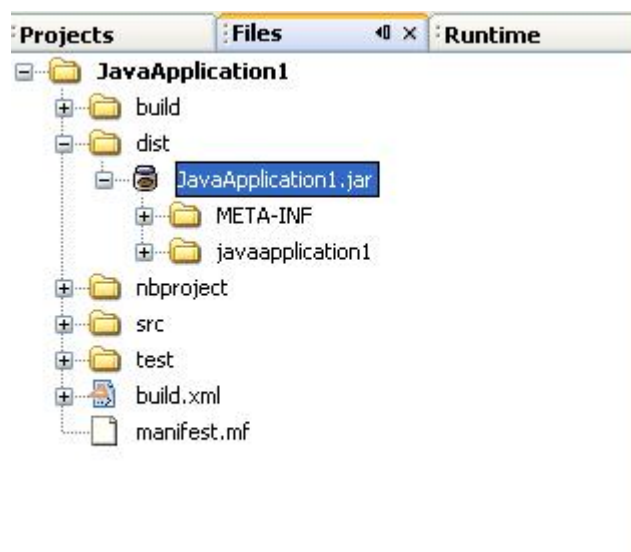 Projects Files Runtime
JavaApplication1
build
dist
JavaApplication1.jar
META-INF
javaapplication1
nbproject
src
test
build.xml
manifest.mf